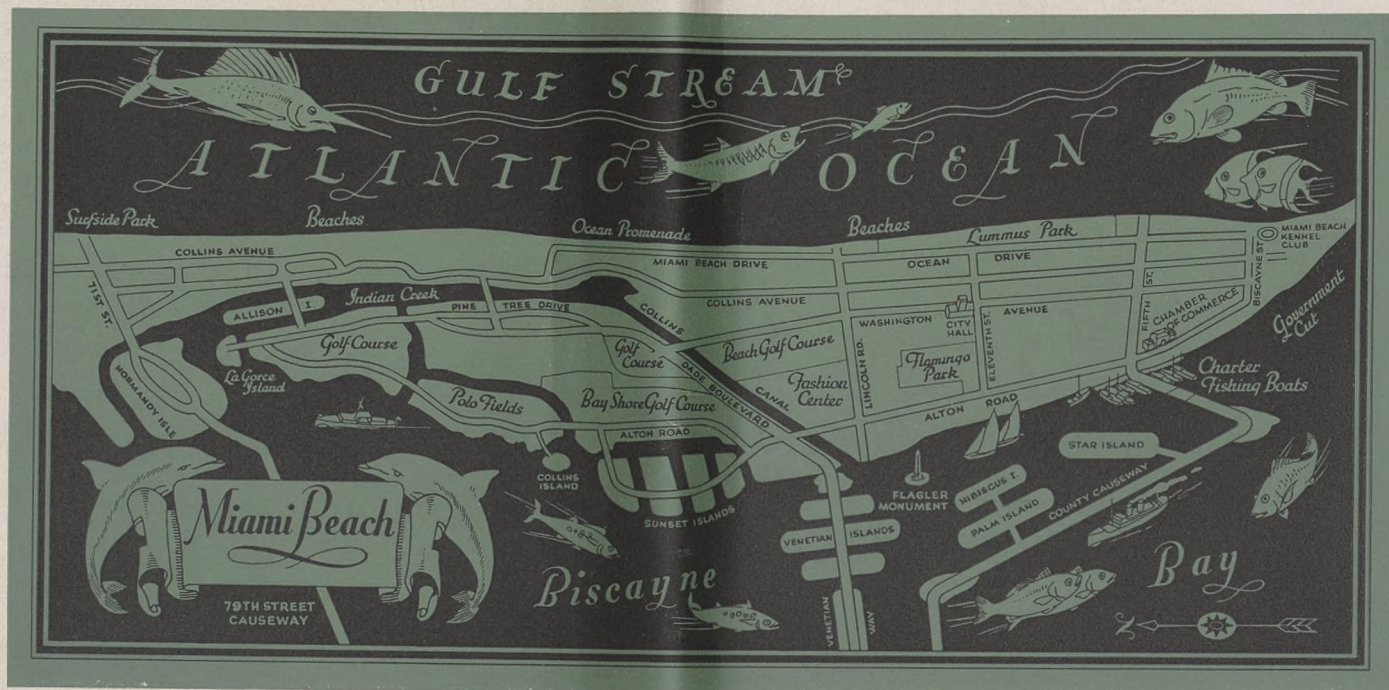 GULF STREAM
ATLANTIC OCEAN
Surfside Park
Beaches
Ocean Promenade
Beaches
Lummus Park
MIAMI BEACH
KENNEL
CLUB
COLLINS AVENUE
MIAMI BEACH DRIVE
OCEAN DRIVE
BISCAYNE ST.
71ST ST.
ALLISON I.
Indian Creek
PINE TREE DRIVE
COLLINS
COLLINS AVENUE
WASHINGTON AVENUE
CITY
HALL
ELEVENTH ST.
FIFTH ST.
CHAMBER
OF COMMERCE
Government
Cut
Golf Course
Golf
Course
Beach Golf Course
LINCOLN RD.
Flamingo
Park
Charter
Fishing Boats
NORMANDY ISLE
La Gorce
Island
Polo Fields
Bay Shore Golf Course
DADE BOULEVARD
CANAL
Fashion
Center
ALTON ROAD
ALTON ROAD
STAR ISLAND
COLLINS
ISLAND
SUNSET ISLANDS
FLAGLER
MONUMENT
HIBISCUS I.
PALM ISLAND
COUNTY CAUSEWAY
VENETIAN ISLANDS
Miami Beach
79TH STREET
CAUSEWAY
Biscayne Bay
VENETIAN WAY
N